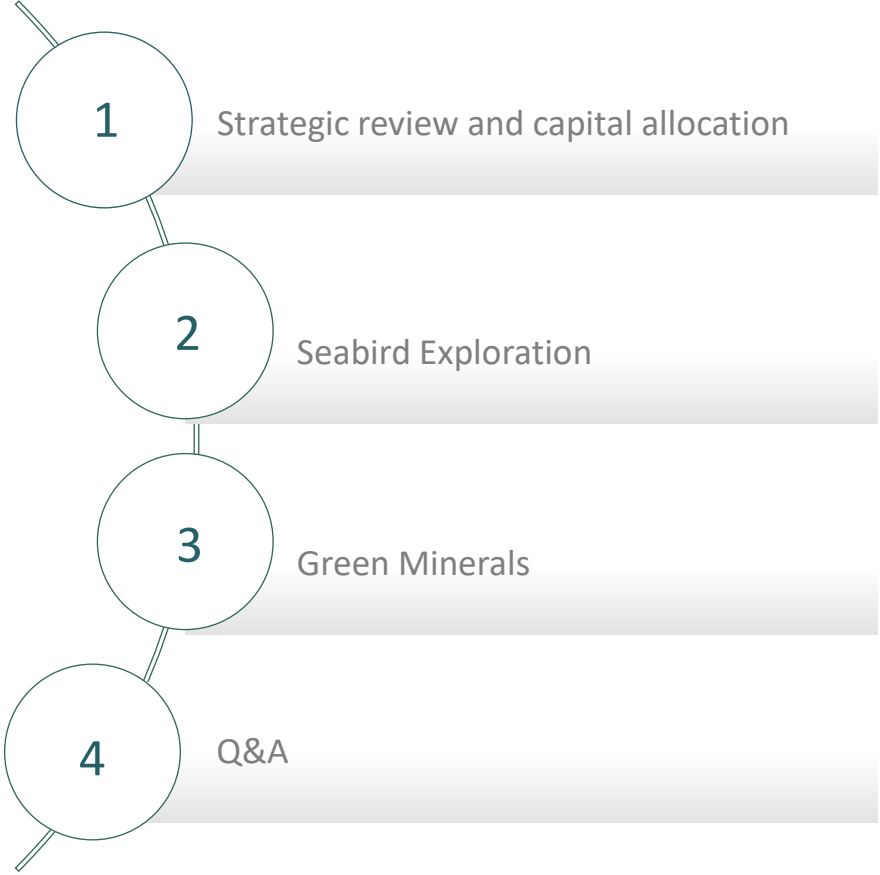 1
Strategic review and capital allocation
2
Seabird Exploration
3
Green Minerals
4
Q&A